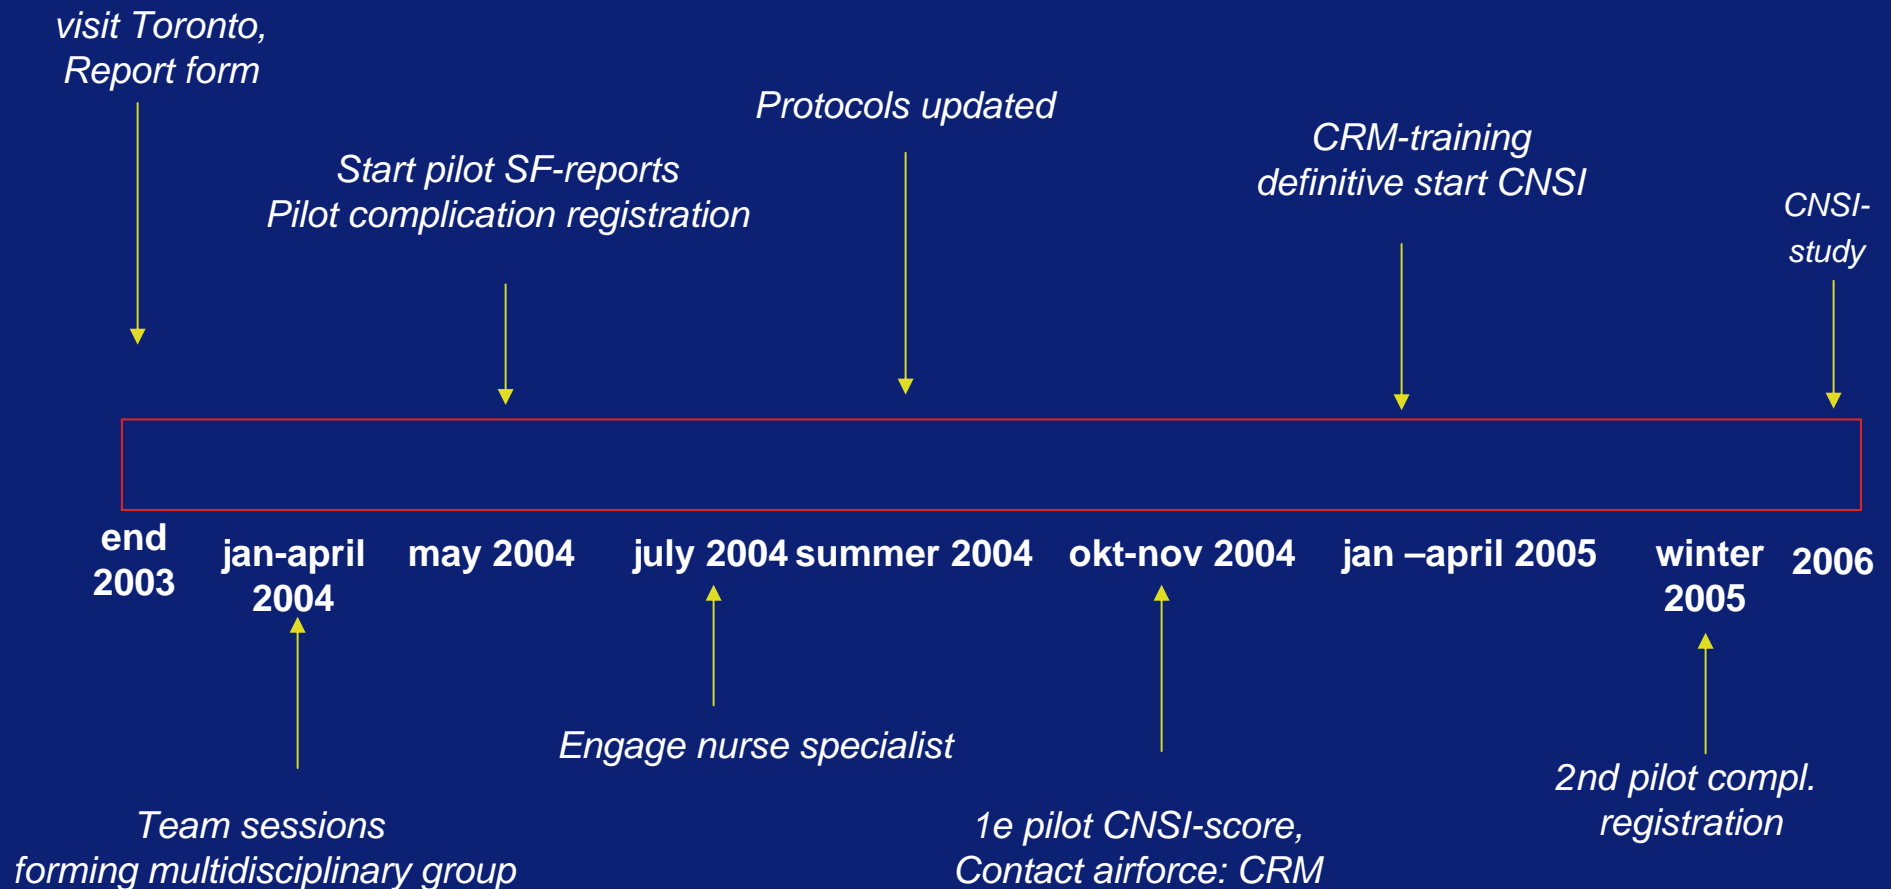 visit Toronto,
Report form
Protocols updated
Start pilot SF-reports
Pilot complication registration
CRM-training
definitive start CNSI
CNSI-
study
end
2003
jan-april
2004
may 2004
july 2004
summer 2004
okt-nov 2004
jan –april 2005
winter
2005
2006
Team sessions
forming multidisciplinary group
Engage nurse specialist
1e pilot CNSI-score,
Contact airforce: CRM
2nd pilot compl.
registration